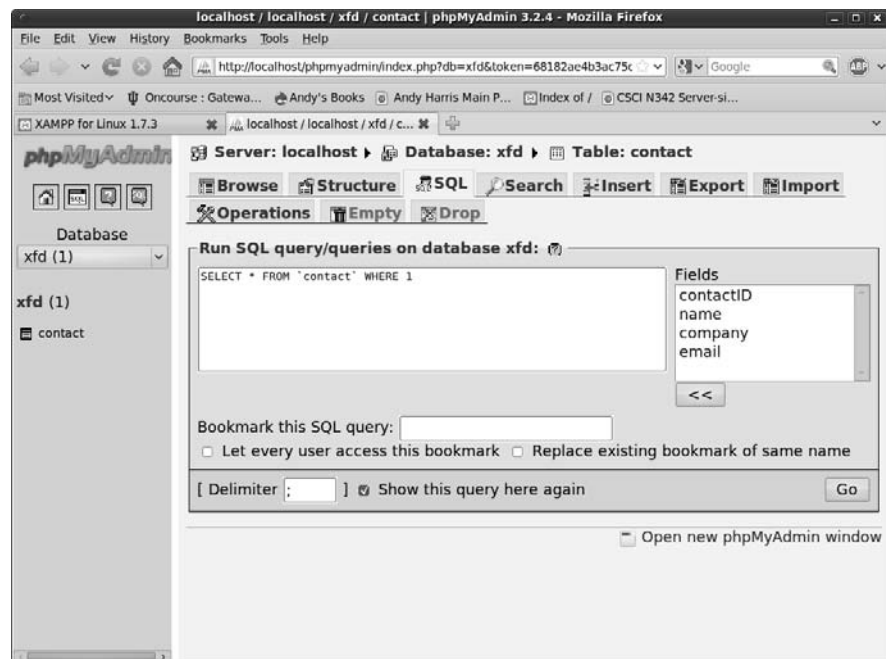 localhost / localhost / xfd / contact | phpMyAdmin 3.2.4 - Mozilla Firefox
File Edit View History Bookmarks Tools Help
http://localhost/phpmyadmin/index.php?db=xfd&token=68182ae4b3ac75c
Google
Most Visited Oncourse : Gatewa... Andy's Books Andy Harris Main P... Index of / CSCI N342 Server-si...
XAMPP for Linux 1.7.3 localhost / localhost / xfd / c...
phpMyAdmin
Database
xfd (1)
xfd (1)
contact
Server: localhost Database: xfd Table: contact
Browse Structure SQL Search Insert Export Import
Operations Empty Drop
Run SQL query/queries on database xfd:
SELECT * FROM `contact` WHERE 1
Fields
contactID
name
company
email
<<
Bookmark this SQL query:
Let every user access this bookmark Replace existing bookmark of same name
[ Delimiter ; ] Show this query here again Go
Open new phpMyAdmin window